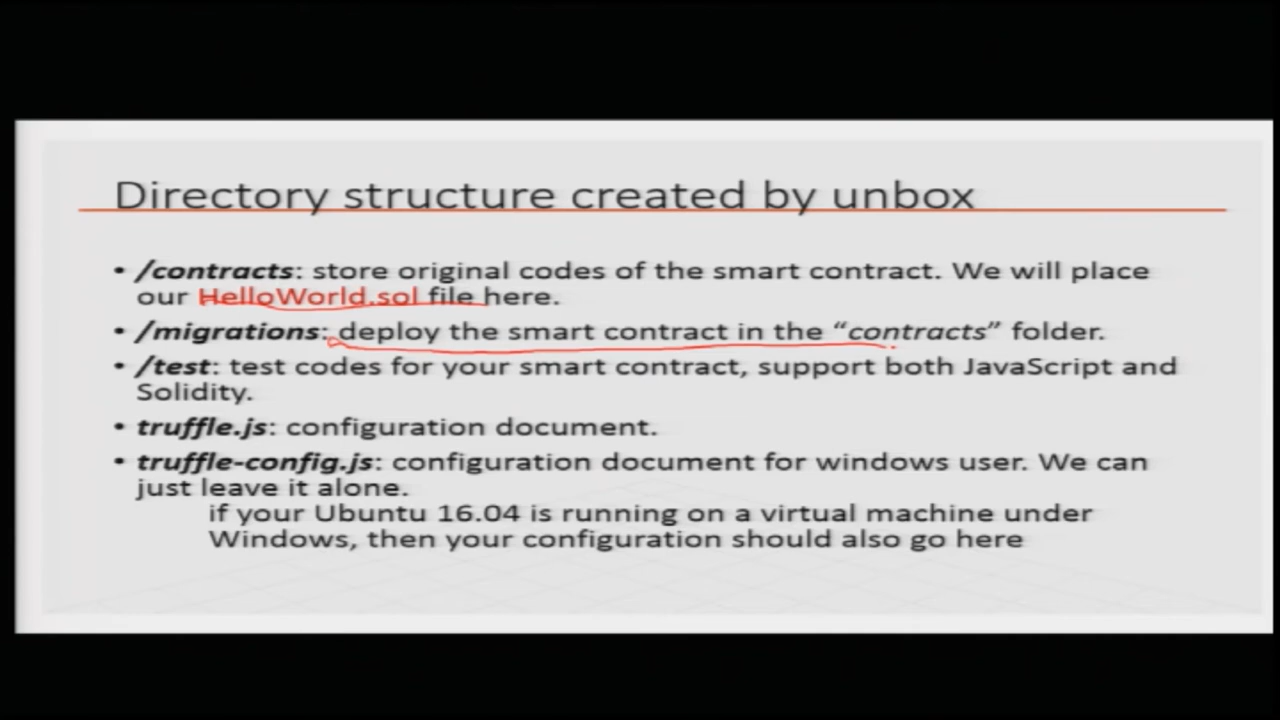 Directory structure created by unbox
• /contracts: store original codes of the smart contract. We will place
our HelloWorld.sol file here.
• /migrations: deploy the smart contract in the “contracts” folder.
• /test: test codes for your smart contract, support both JavaScript and
Solidity.
• truffle.js: configuration document.
• truffle-config.js: configuration document for windows user. We can
just leave it alone.
if your Ubuntu 16.04 is running on a virtual machine under
Windows, then your configuration should also go here